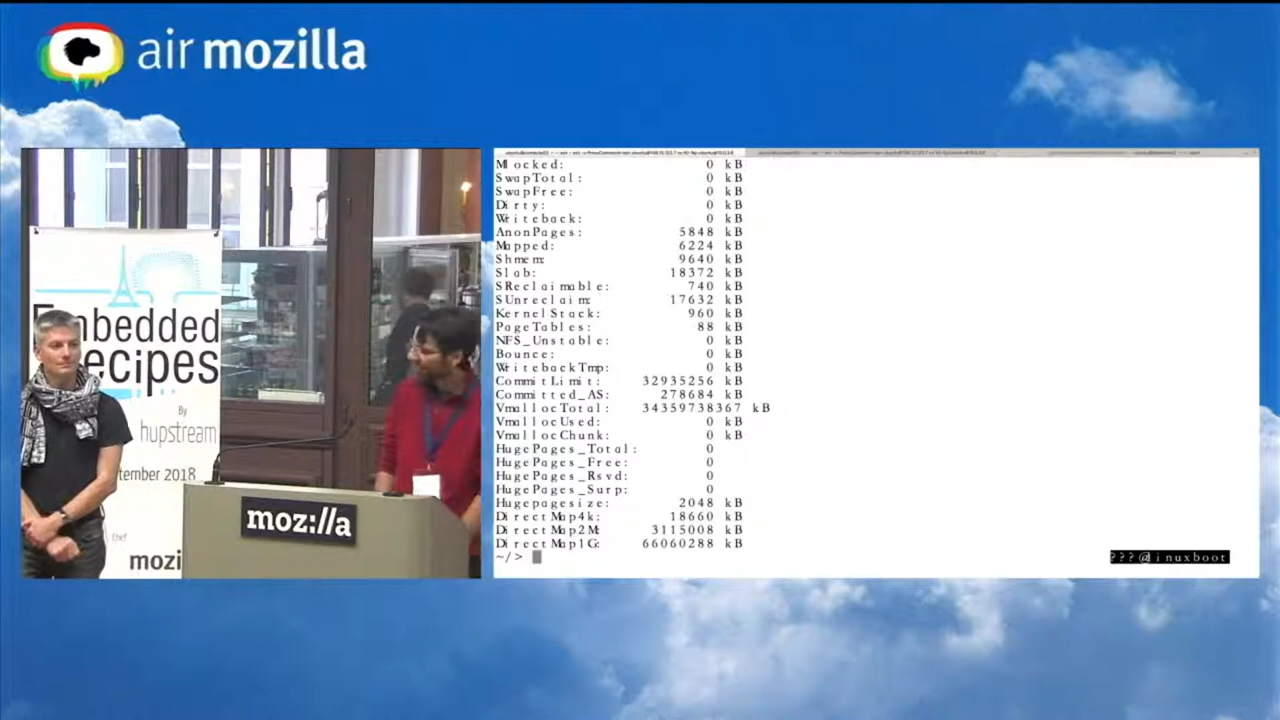 air mozilla
Embedded
Recipes
By
hupstream
tember 2018
Chef
mozi
moz://a
Mlocked: 0 kB
SwapTotal: 0 kB
SwapFree: 0 kB
Dirty: 0 kB
Writeback: 0 kB
AnonPages: 5848 kB
Mapped: 6224 kB
Shmem: 9640 kB
Slab: 18372 kB
SReclaimable: 740 kB
SUnreclaim: 17632 kB
KernelStack: 960 kB
PageTables: 88 kB
NFS_Unstable: 0 kB
Bounce: 0 kB
WritebackTmp: 0 kB
CommitLimit: 32935256 kB
Committed_AS: 278684 kB
VmallocTotal: 34359738367 kB
VmallocUsed: 0 kB
VmallocChunk: 0 kB
HugePages_Total: 0
HugePages_Free: 0
HugePages_Rsvd: 0
HugePages_Surp: 0
Hugepagesize: 2048 kB
DirectMap4k: 18660 kB
DirectMap2M: 3115008 kB
DirectMap1G: 66060288 kB
~/>
???@linuxboot